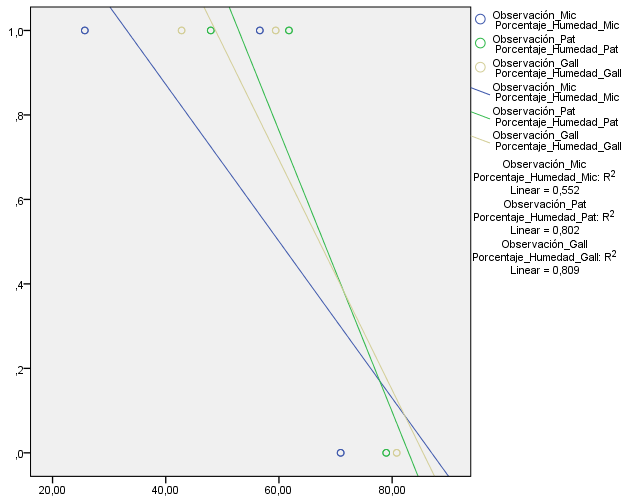 1,0
,8
,6
,4
,2
,0
20,00
40,00
60,00
80,00
Observación_Mic
Porcentaje_Humedad_Mic
Observación_Pat
Porcentaje_Humedad_Pat
Observación_Gall
Porcentaje_Humedad_Gall
Observación_Mic
Porcentaje_Humedad_Mic
Observación_Pat
Porcentaje_Humedad_Pat
Observación_Gall
Porcentaje_Humedad_Gall
Observación_Mic
Porcentaje_Humedad_Mic: R²
Linear = 0,552
Observación_Pat
Porcentaje_Humedad_Pat: R²
Linear = 0,802
Observación_Gall
Porcentaje_Humedad_Gall: R²
Linear = 0,809